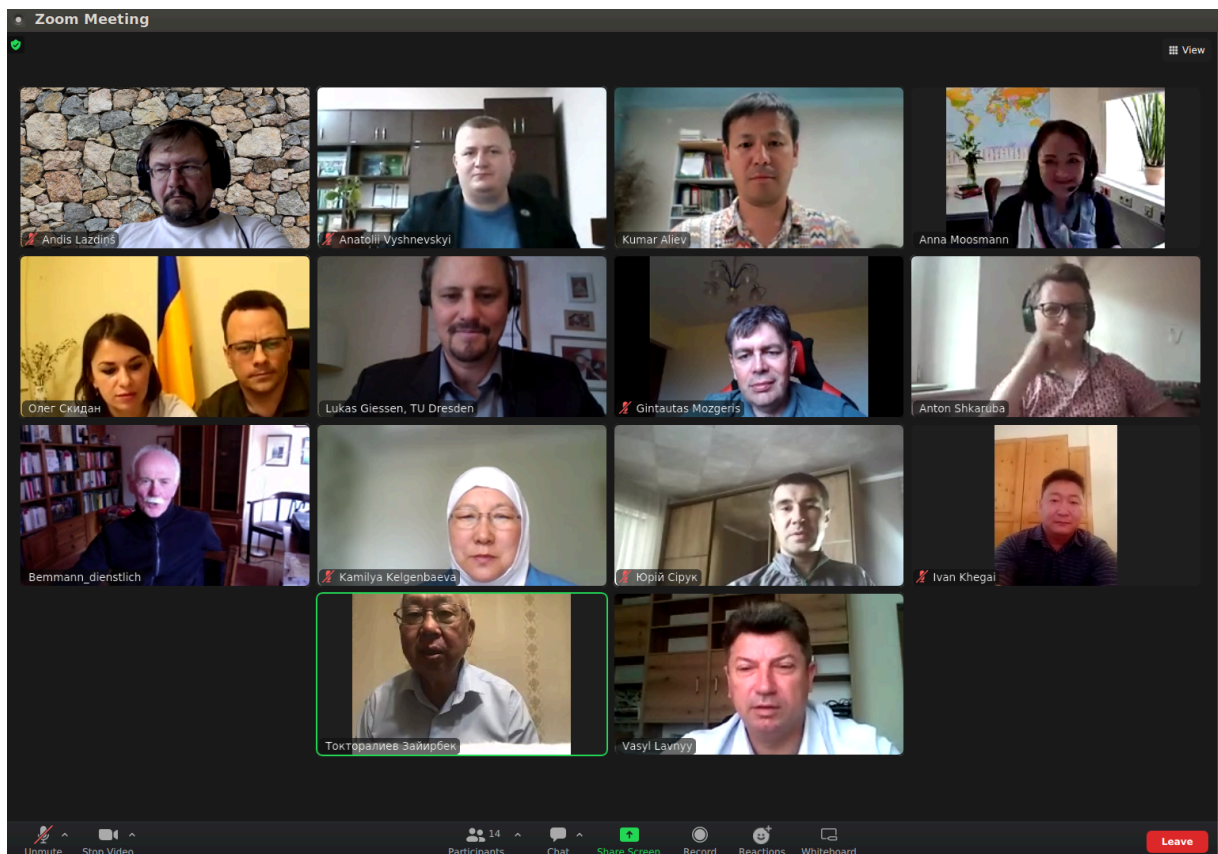 Zoom Meeting
View
Andis Lazdiņš
Anatolii Vyshnevskyi
Kumar Aliev
Anna Moosmann
Олег Скидан
Lukas Giessen, TU Dresden
Gintautas Mozgeris
Anton Shkaruba
Bemmann_dienstlich
Kamilya Kelgenbaeva
Юрій Сірук
Ivan Khegai
Токторалиев Зайирбек
Vasyl Lavnyy
14
Unmute
Stop Video
Participants
Chat
Share Screen
Record
Reactions
Whiteboard
Leave